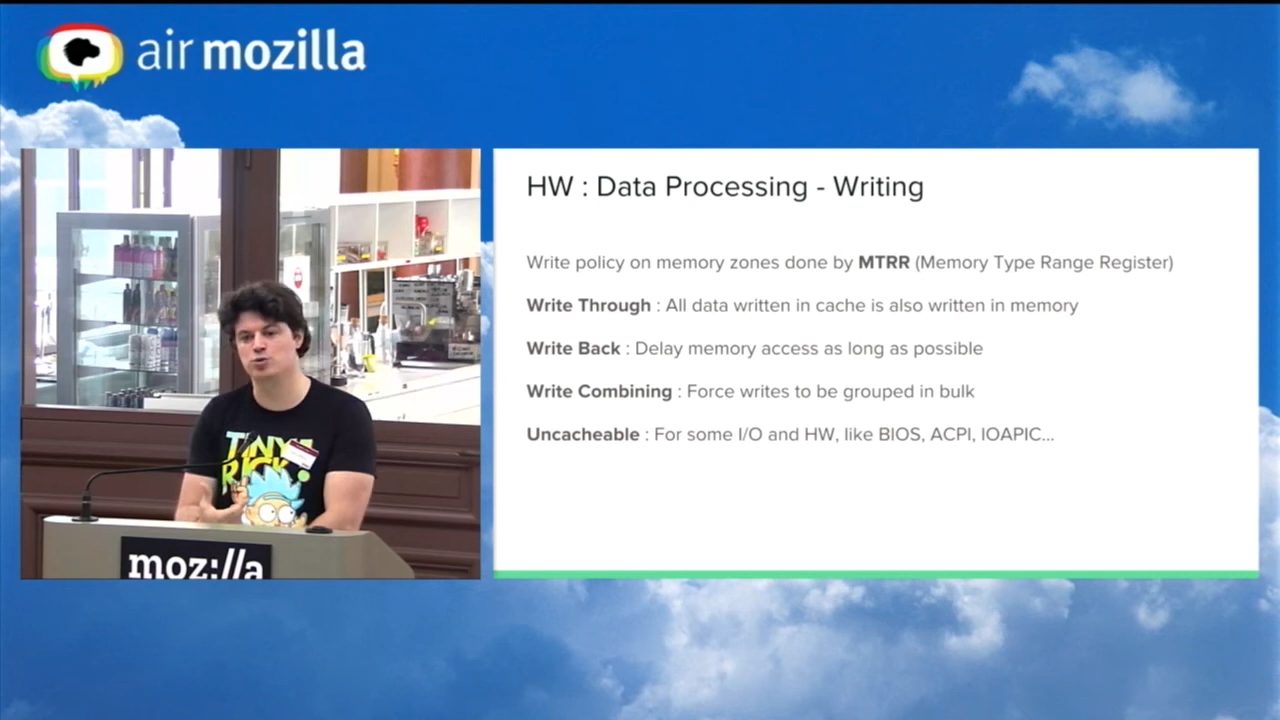 air mozilla
HW : Data Processing - Writing
Write policy on memory zones done by MTRR (Memory Type Range Register)
Write Through : All data written in cache is also written in memory
Write Back : Delay memory access as long as possible
Write Combining : Force writes to be grouped in bulk
Uncacheable : For some I/O and HW, like BIOS, ACPI, IOAPIC...
TINY
RICK
moz://a